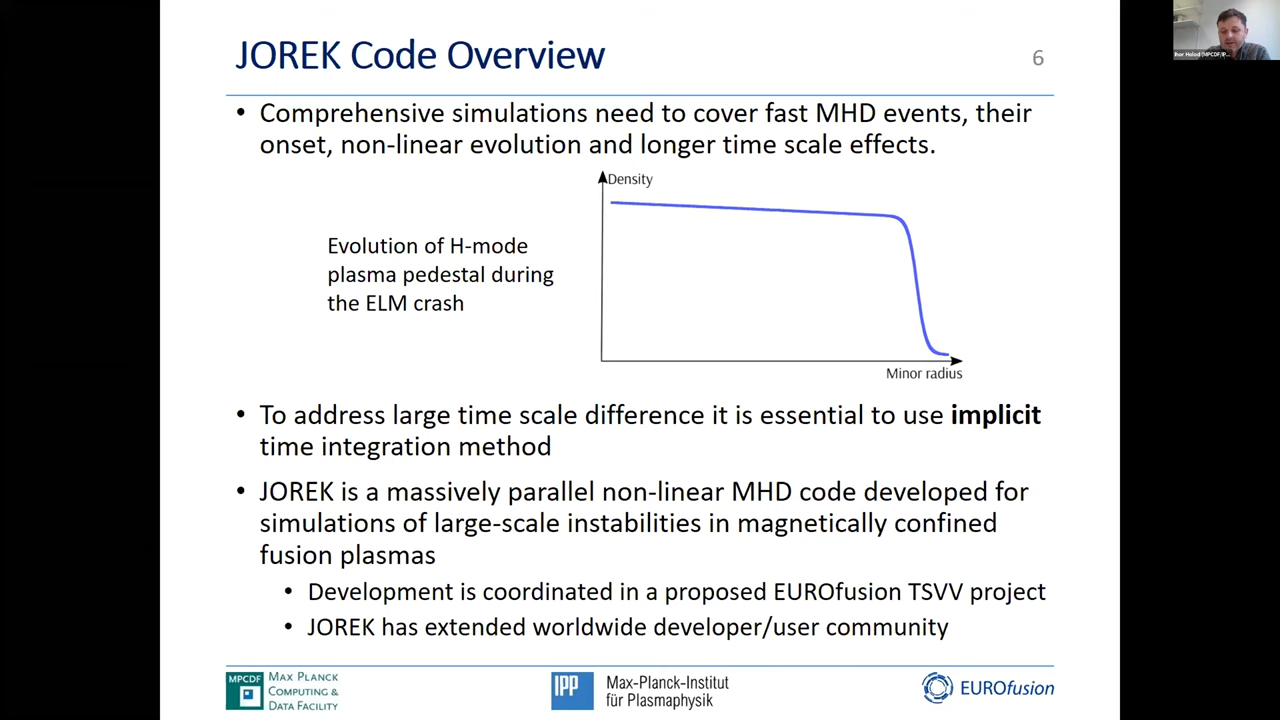 JOREK Code Overview
6
Ihor Holod (MPCDF/IP...
• Comprehensive simulations need to cover fast MHD events, their
onset, non-linear evolution and longer time scale effects.
Density
Evolution of H-mode
plasma pedestal during
the ELM crash
Minor radius
• To address large time scale difference it is essential to use implicit
time integration method
• JOREK is a massively parallel non-linear MHD code developed for
simulations of large-scale instabilities in magnetically confined
fusion plasmas
• Development is coordinated in a proposed EUROfusion TSVV project
• JOREK has extended worldwide developer/user community
MPCDF
MAX PLANCK
COMPUTING &
DATA FACILITY
IPP
Max-Planck-Institut
für Plasmaphysik
EUROfusion